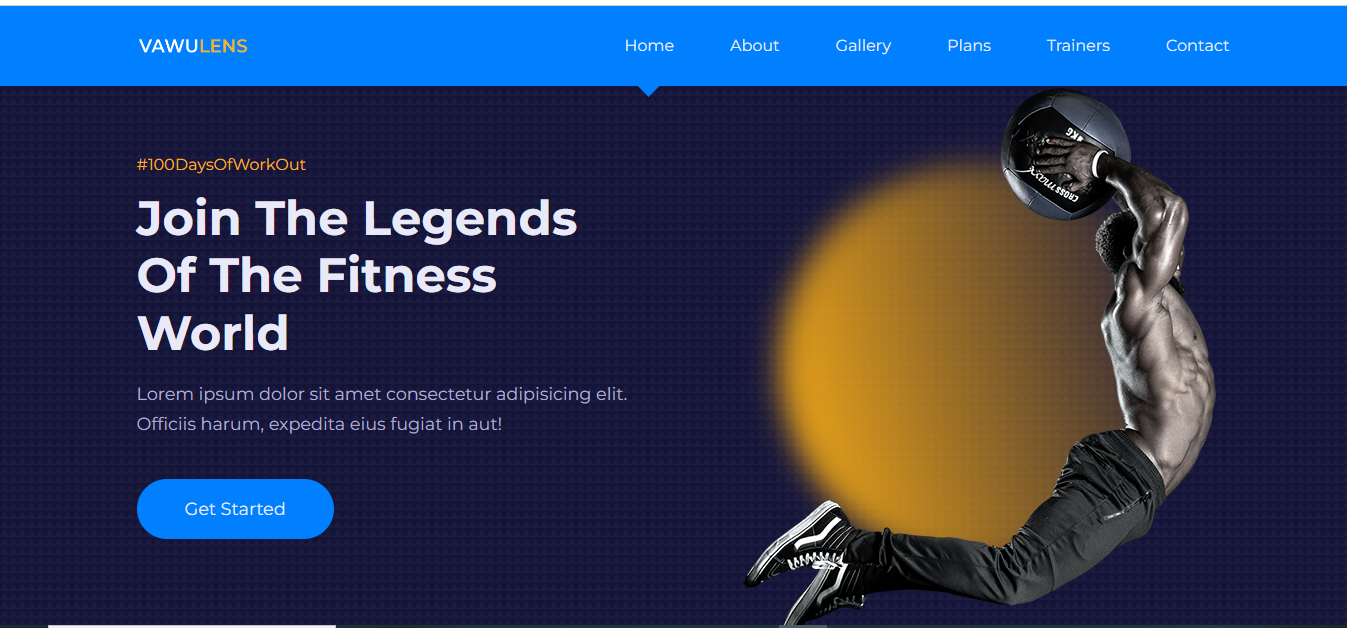 VAWULENS
Home About Gallery Plans Trainers Contact
#100DaysOfWorkOut
Join The Legends
Of The Fitness
World
Lorem ipsum dolor sit amet consectetur adipisicing elit.
Officiis harum, expedita eius fugiat in aut!
Get Started
KG
CROSSmaxx